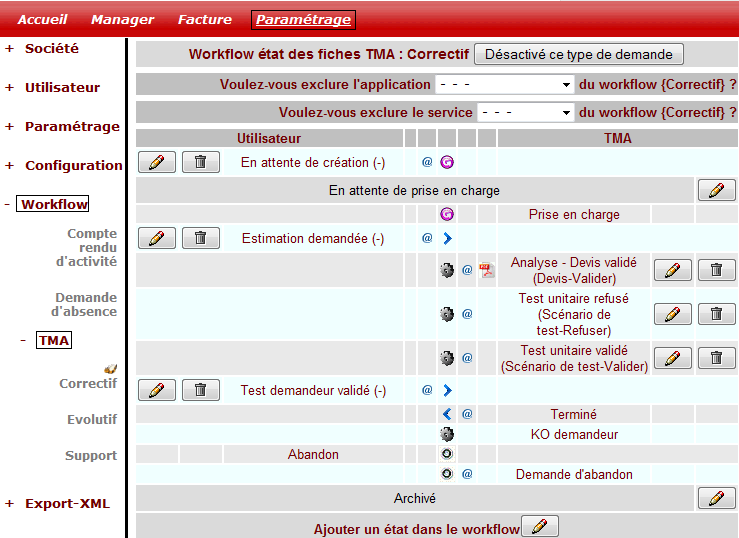 Accueil Manager Facture Paramétrage
+ Société
+ Utilisateur
+ Paramétrage
+ Configuration
- Workflow
Compte
rendu
d'activité
Demande
d'absence
- TMA
Correctif
Evolutif
Support
+ Export-XML
Workflow état des fiches TMA : Correctif Désactivé ce type de demande
Voulez-vous exclure l'application - - - du workflow {Correctif} ?
Voulez-vous exclure le service - - - du workflow {Correctif} ?
Utilisateur TMA
En attente de création (-) @
En attente de prise en charge
Prise en charge
Estimation demandée (-) @
@ Analyse - Devis validé
(Devis-Valider)
@ Test unitaire refusé
(Scénario de
test-Refuser)
@ Test unitaire validé
(Scénario de test-Valider)
Test demandeur validé (-) @
@ Terminé
KO demandeur
Abandon
@ Demande d'abandon
Archivé
Ajouter un état dans le workflow